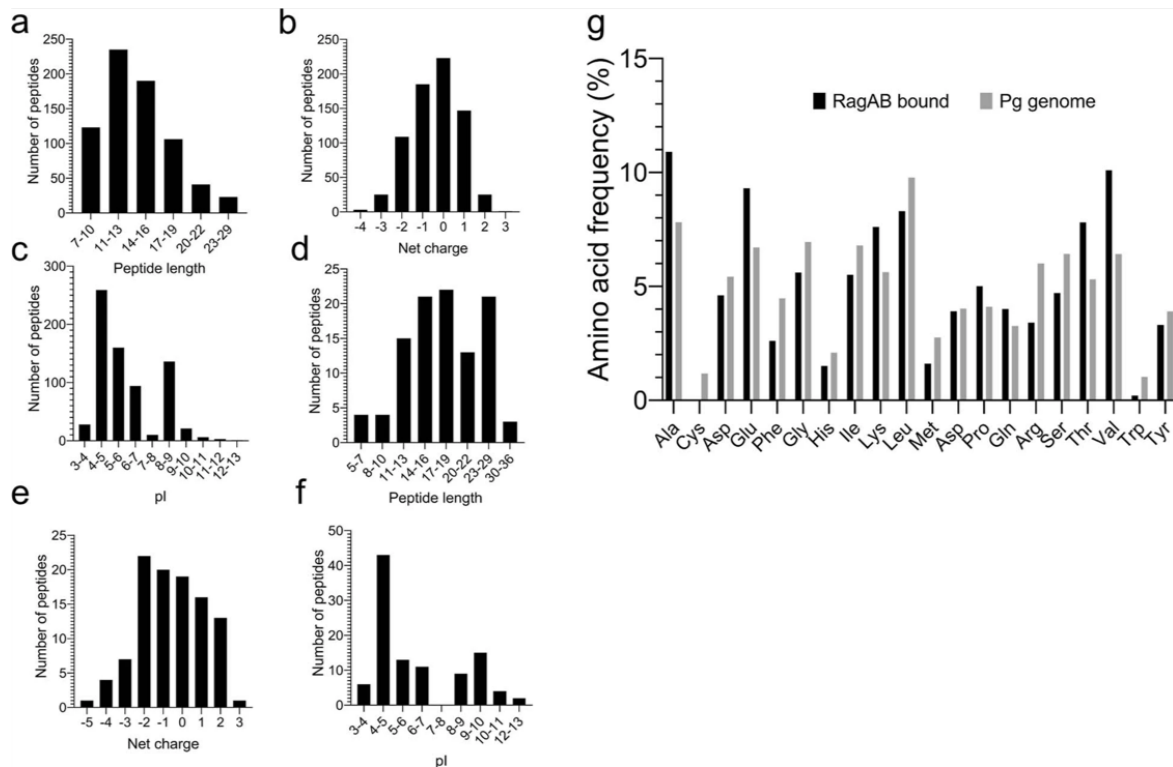 a
Number of peptides
250
200
150
100
50
0
7-10
11-13
14-16
17-19
20-22
23-29
Peptide length
b
Number of peptides
250
200
150
100
50
0
-4
-3
-2
-1
0
1
2
3
Net charge
c
Number of peptides
300
200
100
0
3-4
4-5
5-6
6-7
7-8
8-9
9-10
10-11
11-12
12-13
pI
d
Number of peptides
25
20
15
10
5
0
5-7
8-10
11-13
14-16
17-19
20-22
23-29
30-36
Peptide length
e
Number of peptides
25
20
15
10
5
0
-5
-4
-3
-2
-1
0
1
2
3
Net charge
f
Number of peptides
50
40
30
20
10
0
3-4
4-5
5-6
6-7
7-8
8-9
9-10
10-11
12-13
pI
g
Amino acid frequency (%)
15
10
5
0
RagAB bound
Pg genome
Ala
Cys
Asp
Glu
Phe
Gly
His
Ile
Lys
Leu
Met
Asp
Pro
Gln
Arg
Ser
Thr
Val
Trp
Tyr